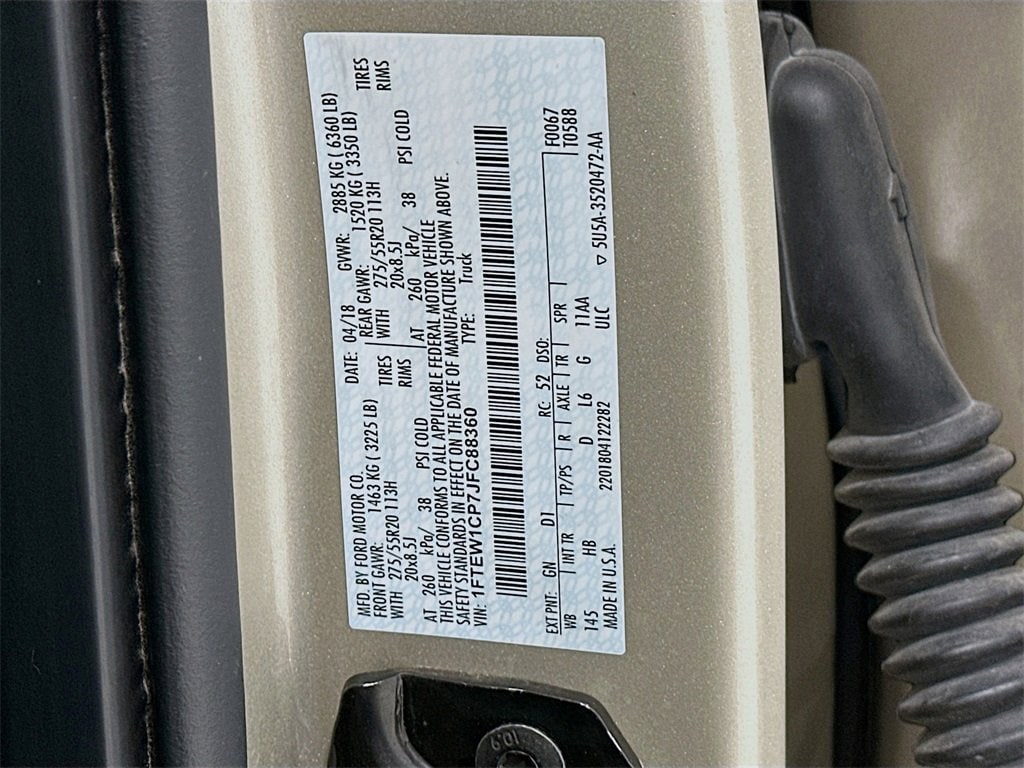 MFD. BY FORD MOTOR CO.
DATE: 04/18 GVWR: 2885 KG ( 6360 LB)
FRONT GAWR: 1463 KG ( 3225 LB) REAR GAWR: 1520 KG ( 3350 LB)
WITH 275/55R20 113H TIRES WITH 275/55R20 113H TIRES
20x8.5J RIMS 20x8.5J RIMS
AT 260 kPa/ 38 PSI COLD AT 260 kPa/ 38 PSI COLD
THIS VEHICLE CONFORMS TO ALL APPLICABLE FEDERAL MOTOR VEHICLE
SAFETY STANDARDS IN EFFECT ON THE DATE OF MANUFACTURE SHOWN ABOVE.
VIN: 1FTEW1CP7JFC88360 TYPE: Truck
EXT PNT: GN D1 RC: 52 DSO: F0067
WB INT TR TP/PS R AXLE TR SPR T0588
145 HB D L6 G 11AA
MADE IN U.S.A. 220180412282 ULC ▽ 5U5A-3520472-AA
10.9